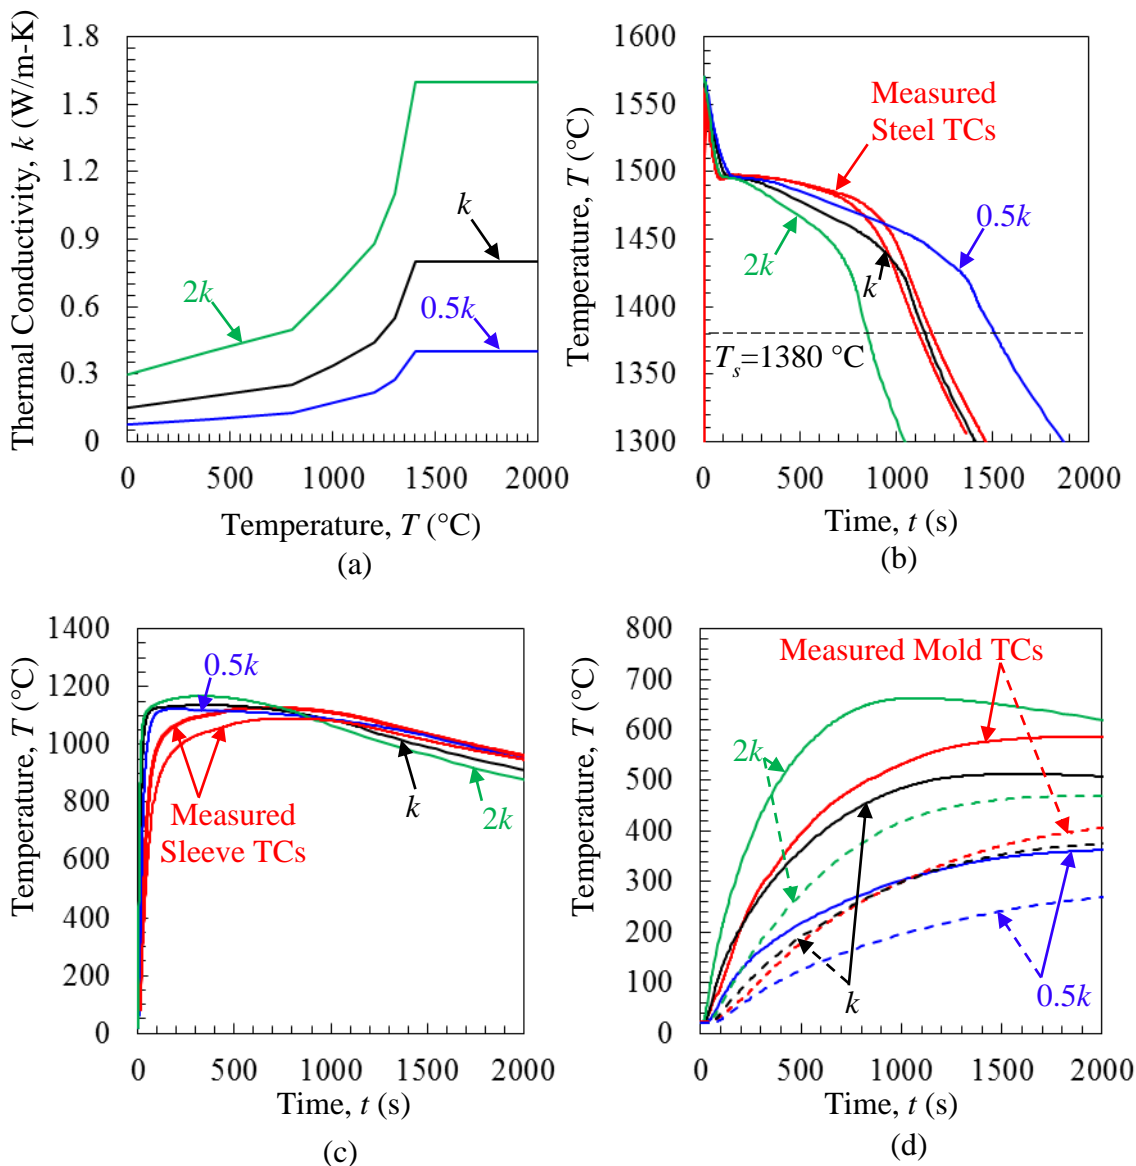 Thermal Conductivity, k (W/m-K)
1.8
1.5
1.2
0.9
0.6
0.3
0
2k
k
0.5k
0 500 1000 1500 2000
Temperature, T (°C)
(a)
Temperature, T (°C)
1600
1550
1500
1450
1400
1350
1300
Measured
Steel TCs
0.5k
2k
k
Ts=1380 °C
0 500 1000 1500 2000
Time, t (s)
(b)
Temperature, T (°C)
1400
1200
1000
800
600
400
200
0
0.5k
k
2k
Measured
Sleeve TCs
0 500 1000 1500 2000
Time, t (s)
(c)
Temperature, T (°C)
800
700
600
500
400
300
200
100
0
Measured Mold TCs
2k
k
0.5k
0 500 1000 1500 2000
Time, t (s)
(d)